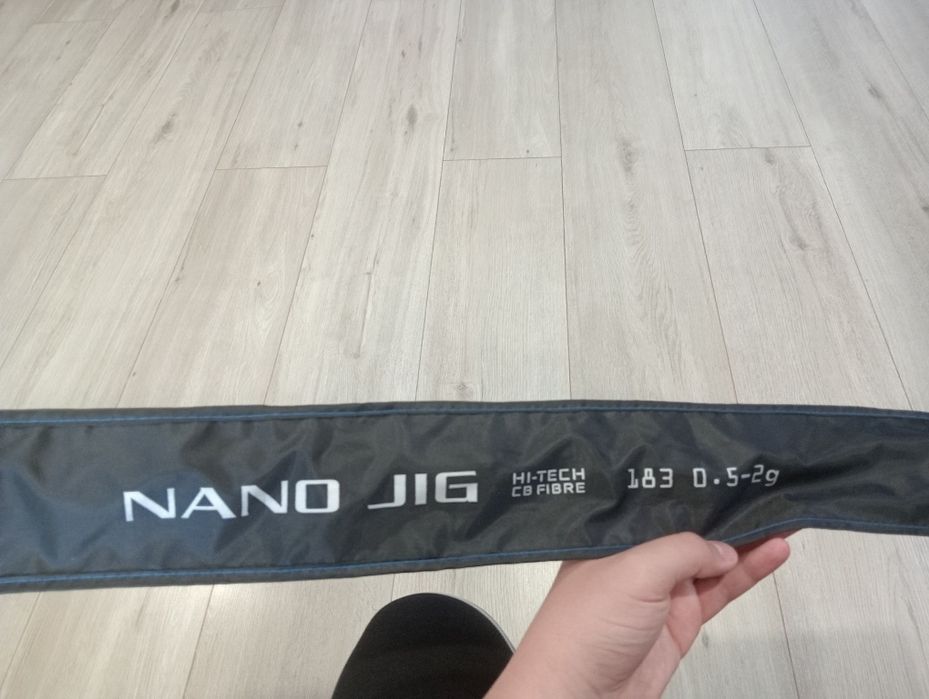 NANO JIG HI-TECH
CB FIBRE 183 0.5-2g